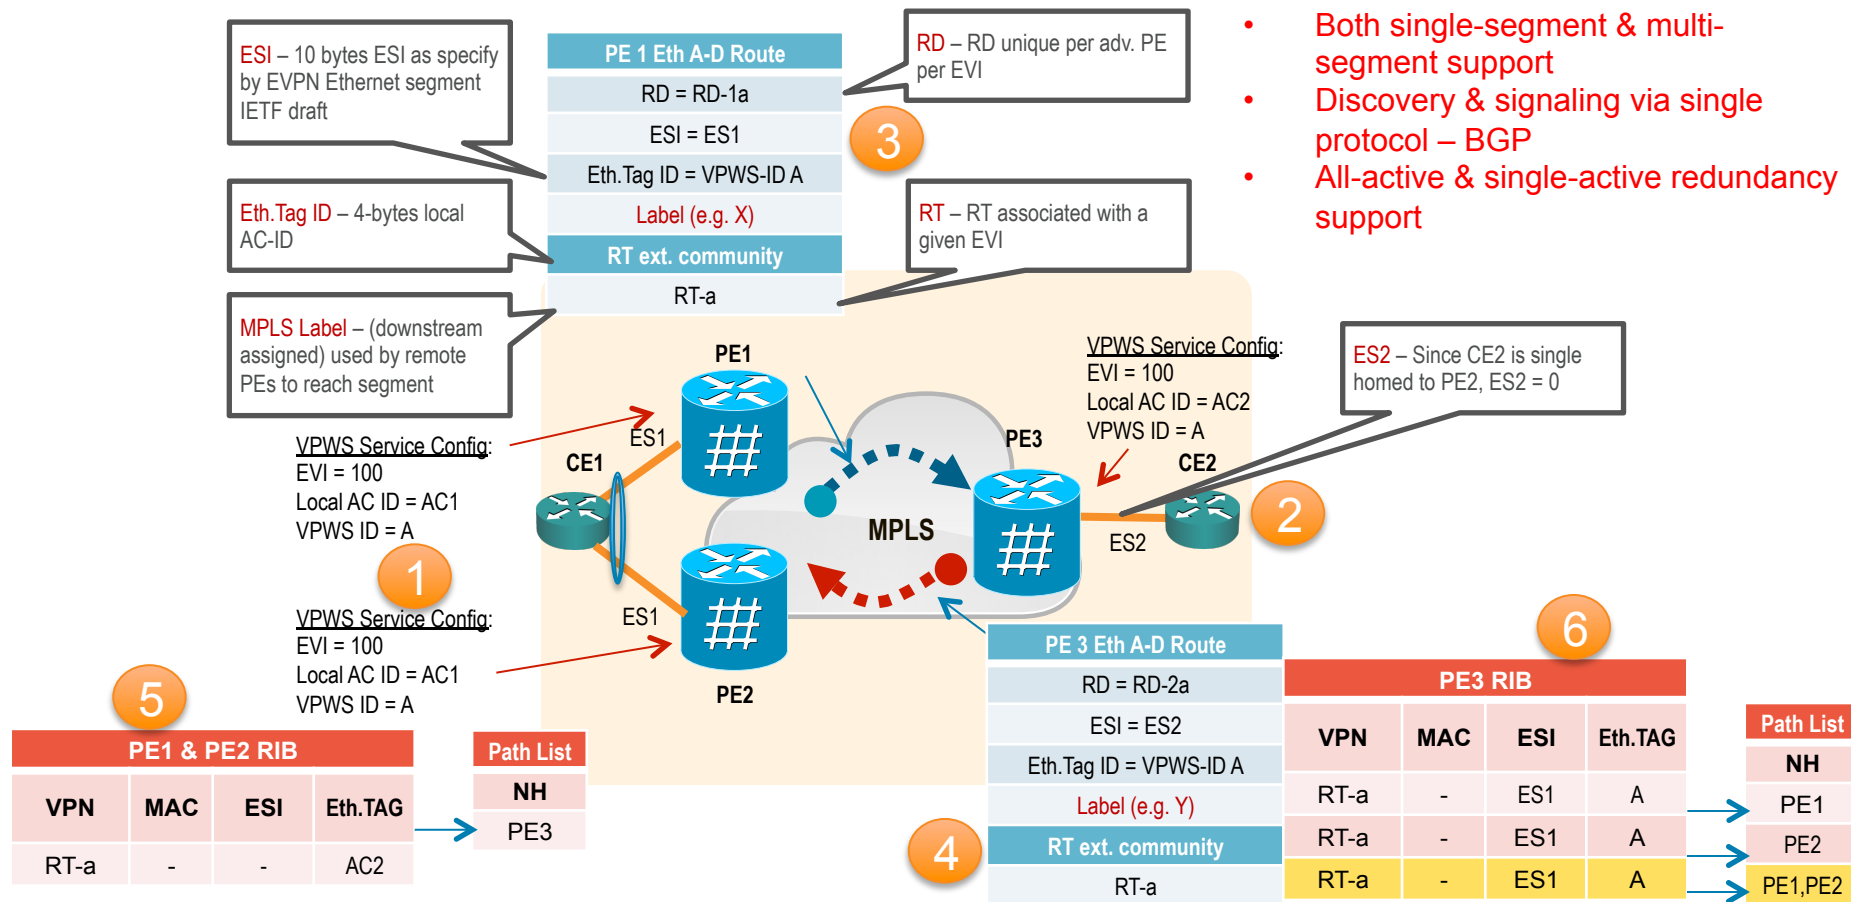 ESI – 10 bytes ESI as specify
by EVPN Ethernet segment
IETF draft
Eth.Tag ID – 4-bytes local
AC-ID
MPLS Label – (downstream
assigned) used by remote
PEs to reach segment
PE 1 Eth A-D Route
RD = RD-1a
ESI = ES1
Eth.Tag ID = VPWS-ID A
Label (e.g. X)
RT ext. community
RT-a
RD – RD unique per adv. PE
per EVI
3
RT – RT associated with a
given EVI
• Both single-segment & multi-
segment support
• Discovery & signaling via single
protocol – BGP
• All-active & single-active redundancy
support
VPWS Service Config:
EVI = 100
Local AC ID = AC1
VPWS ID = A
1
VPWS Service Config:
EVI = 100
Local AC ID = AC1
VPWS ID = A
CE1
ES1
ES1
PE1
PE2
MPLS
PE3
VPWS Service Config:
EVI = 100
Local AC ID = AC2
VPWS ID = A
ES2 – Since CE2 is single
homed to PE2, ES2 = 0
CE2
ES2
2
5
PE1 & PE2 RIB
VPN MAC ESI Eth.TAG
RT-a - - AC2
Path List
NH
PE3
4
PE 3 Eth A-D Route
RD = RD-2a
ESI = ES2
Eth.Tag ID = VPWS-ID A
Label (e.g. Y)
RT ext. community
RT-a
6
PE3 RIB
VPN MAC ESI Eth.TAG
RT-a - ES1 A
RT-a - ES1 A
RT-a - ES1 A
Path List
NH
PE1
PE2
PE1,PE2